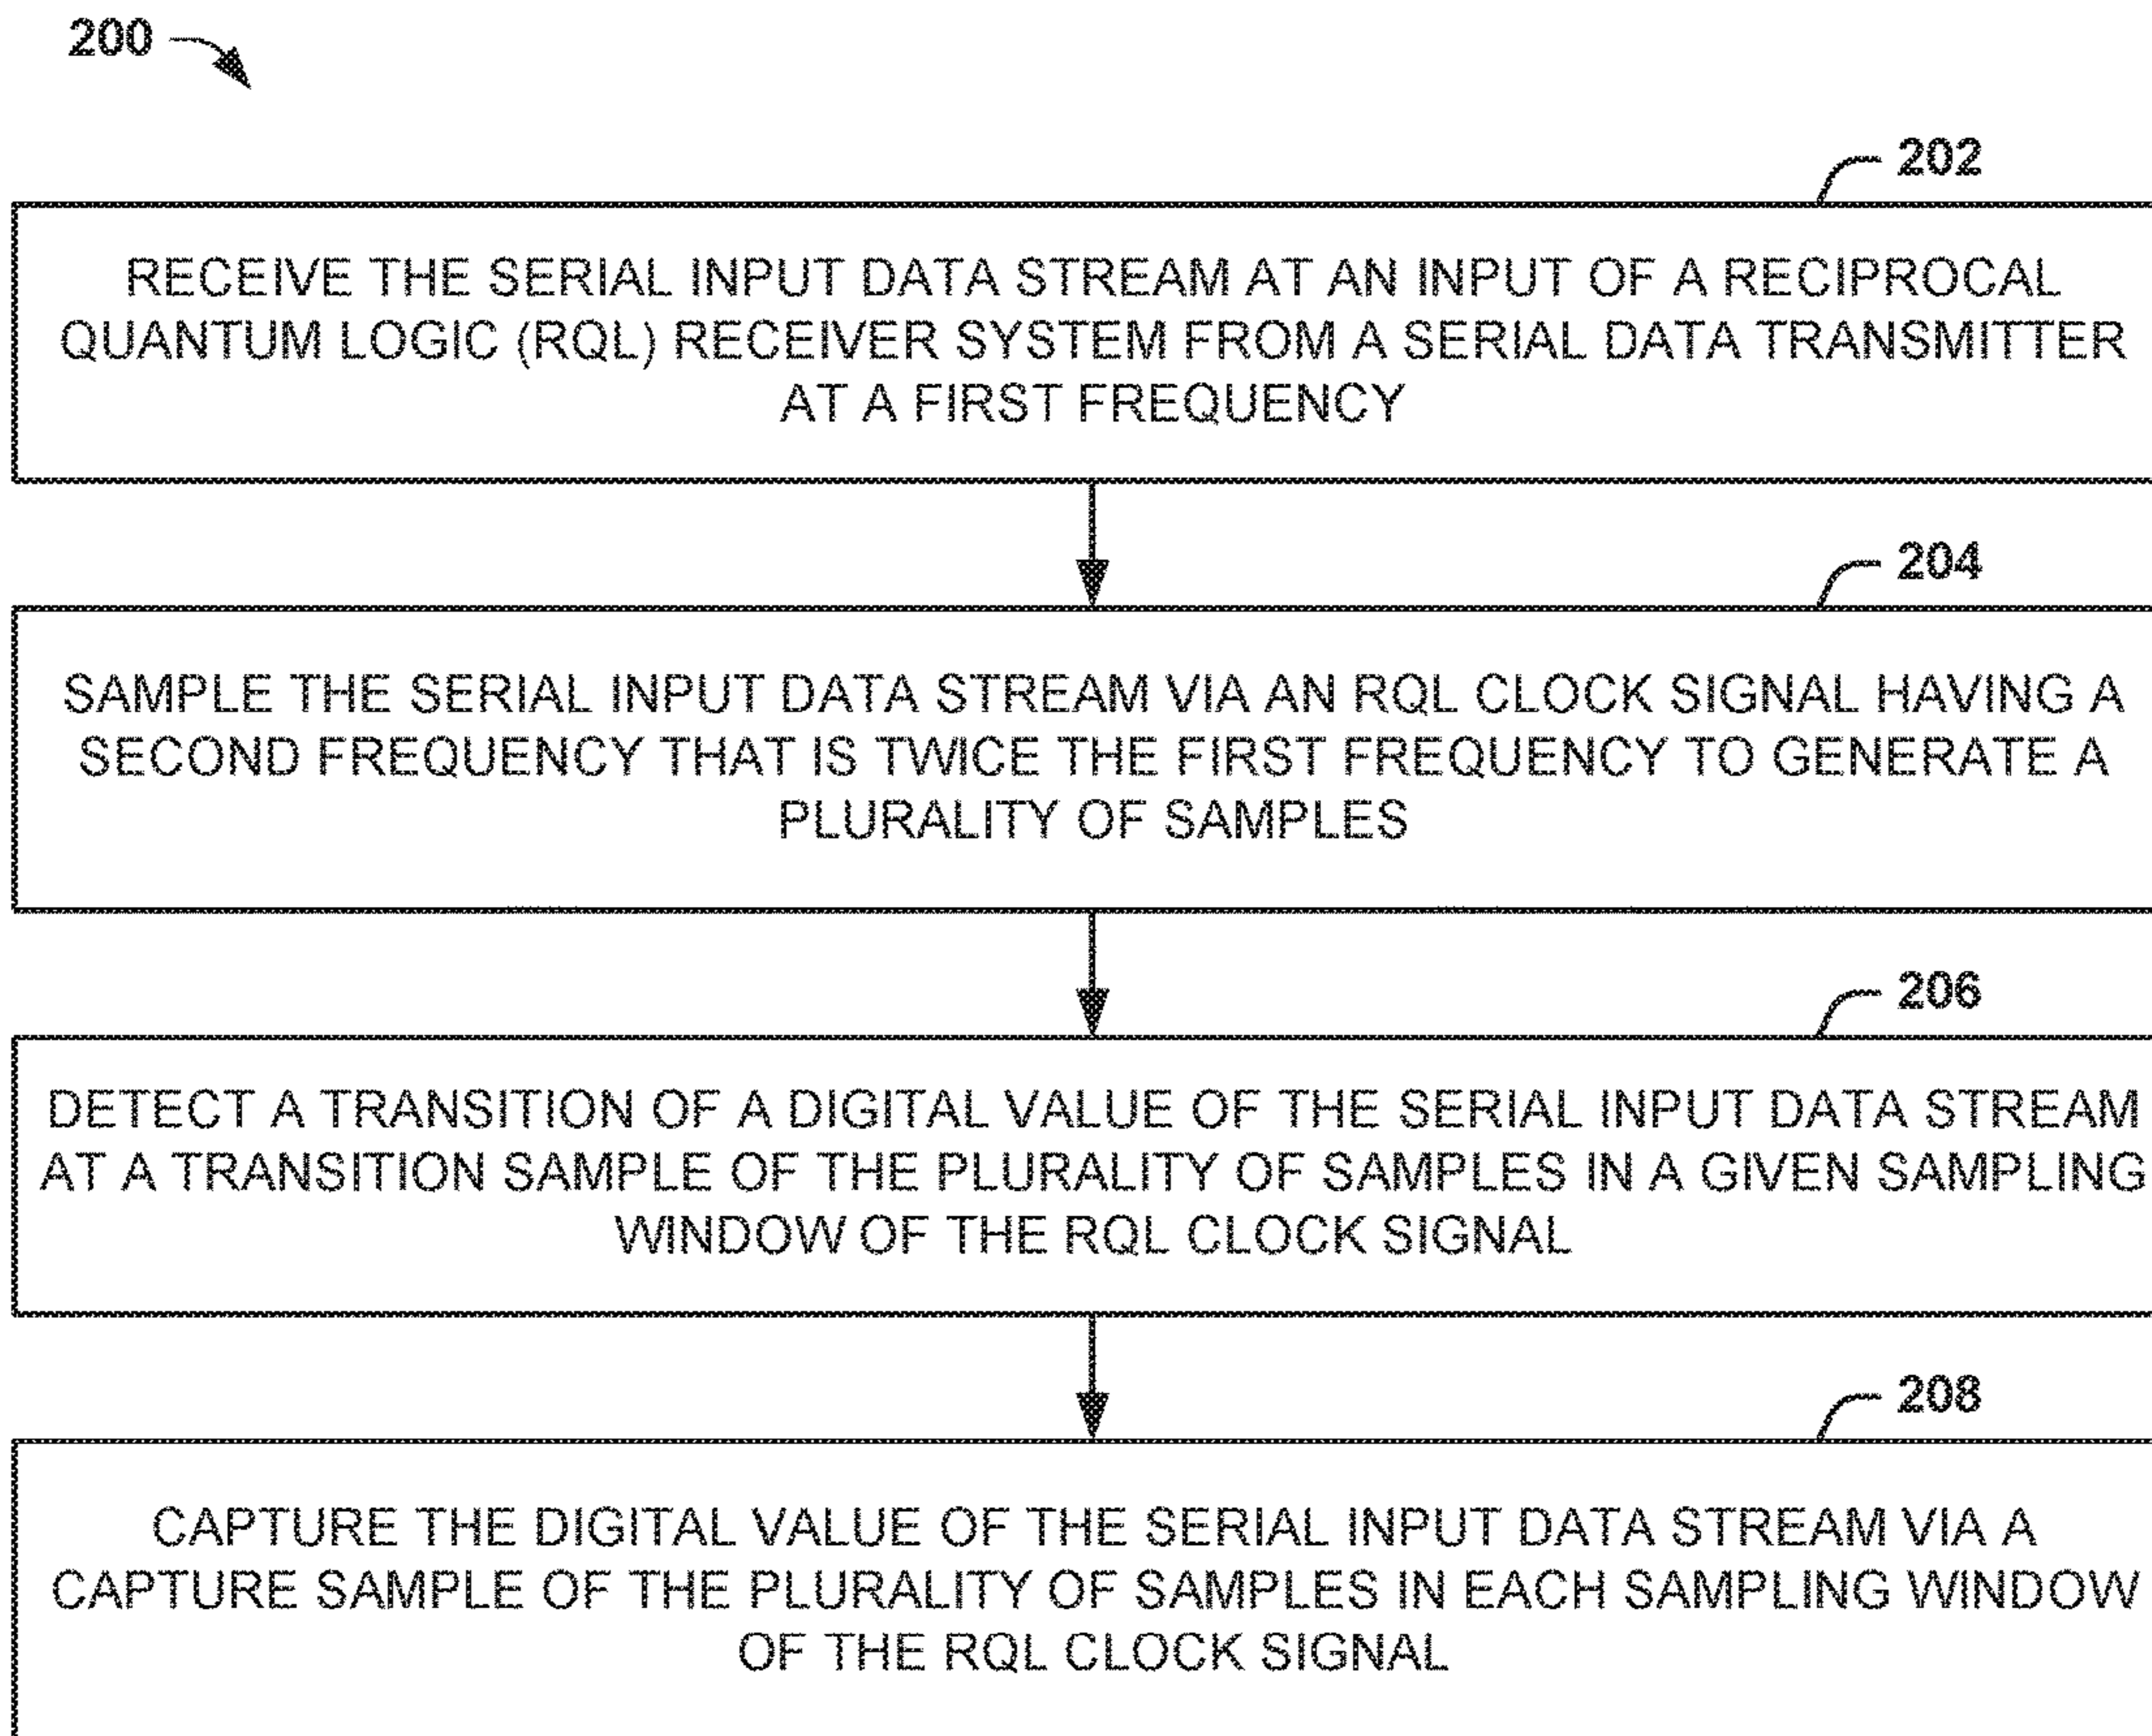 200
202
RECEIVE THE SERIAL INPUT DATA STREAM AT AN INPUT OF A RECIPROCAL
QUANTUM LOGIC (RQL) RECEIVER SYSTEM FROM A SERIAL DATA TRANSMITTER
AT A FIRST FREQUENCY
204
SAMPLE THE SERIAL INPUT DATA STREAM VIA AN RQL CLOCK SIGNAL HAVING A
SECOND FREQUENCY THAT IS TWICE THE FIRST FREQUENCY TO GENERATE A
PLURALITY OF SAMPLES
206
DETECT A TRANSITION OF A DIGITAL VALUE OF THE SERIAL INPUT DATA STREAM
AT A TRANSITION SAMPLE OF THE PLURALITY OF SAMPLES IN A GIVEN SAMPLING
WINDOW OF THE RQL CLOCK SIGNAL
208
CAPTURE THE DIGITAL VALUE OF THE SERIAL INPUT DATA STREAM VIA A
CAPTURE SAMPLE OF THE PLURALITY OF SAMPLES IN EACH SAMPLING WINDOW
OF THE RQL CLOCK SIGNAL